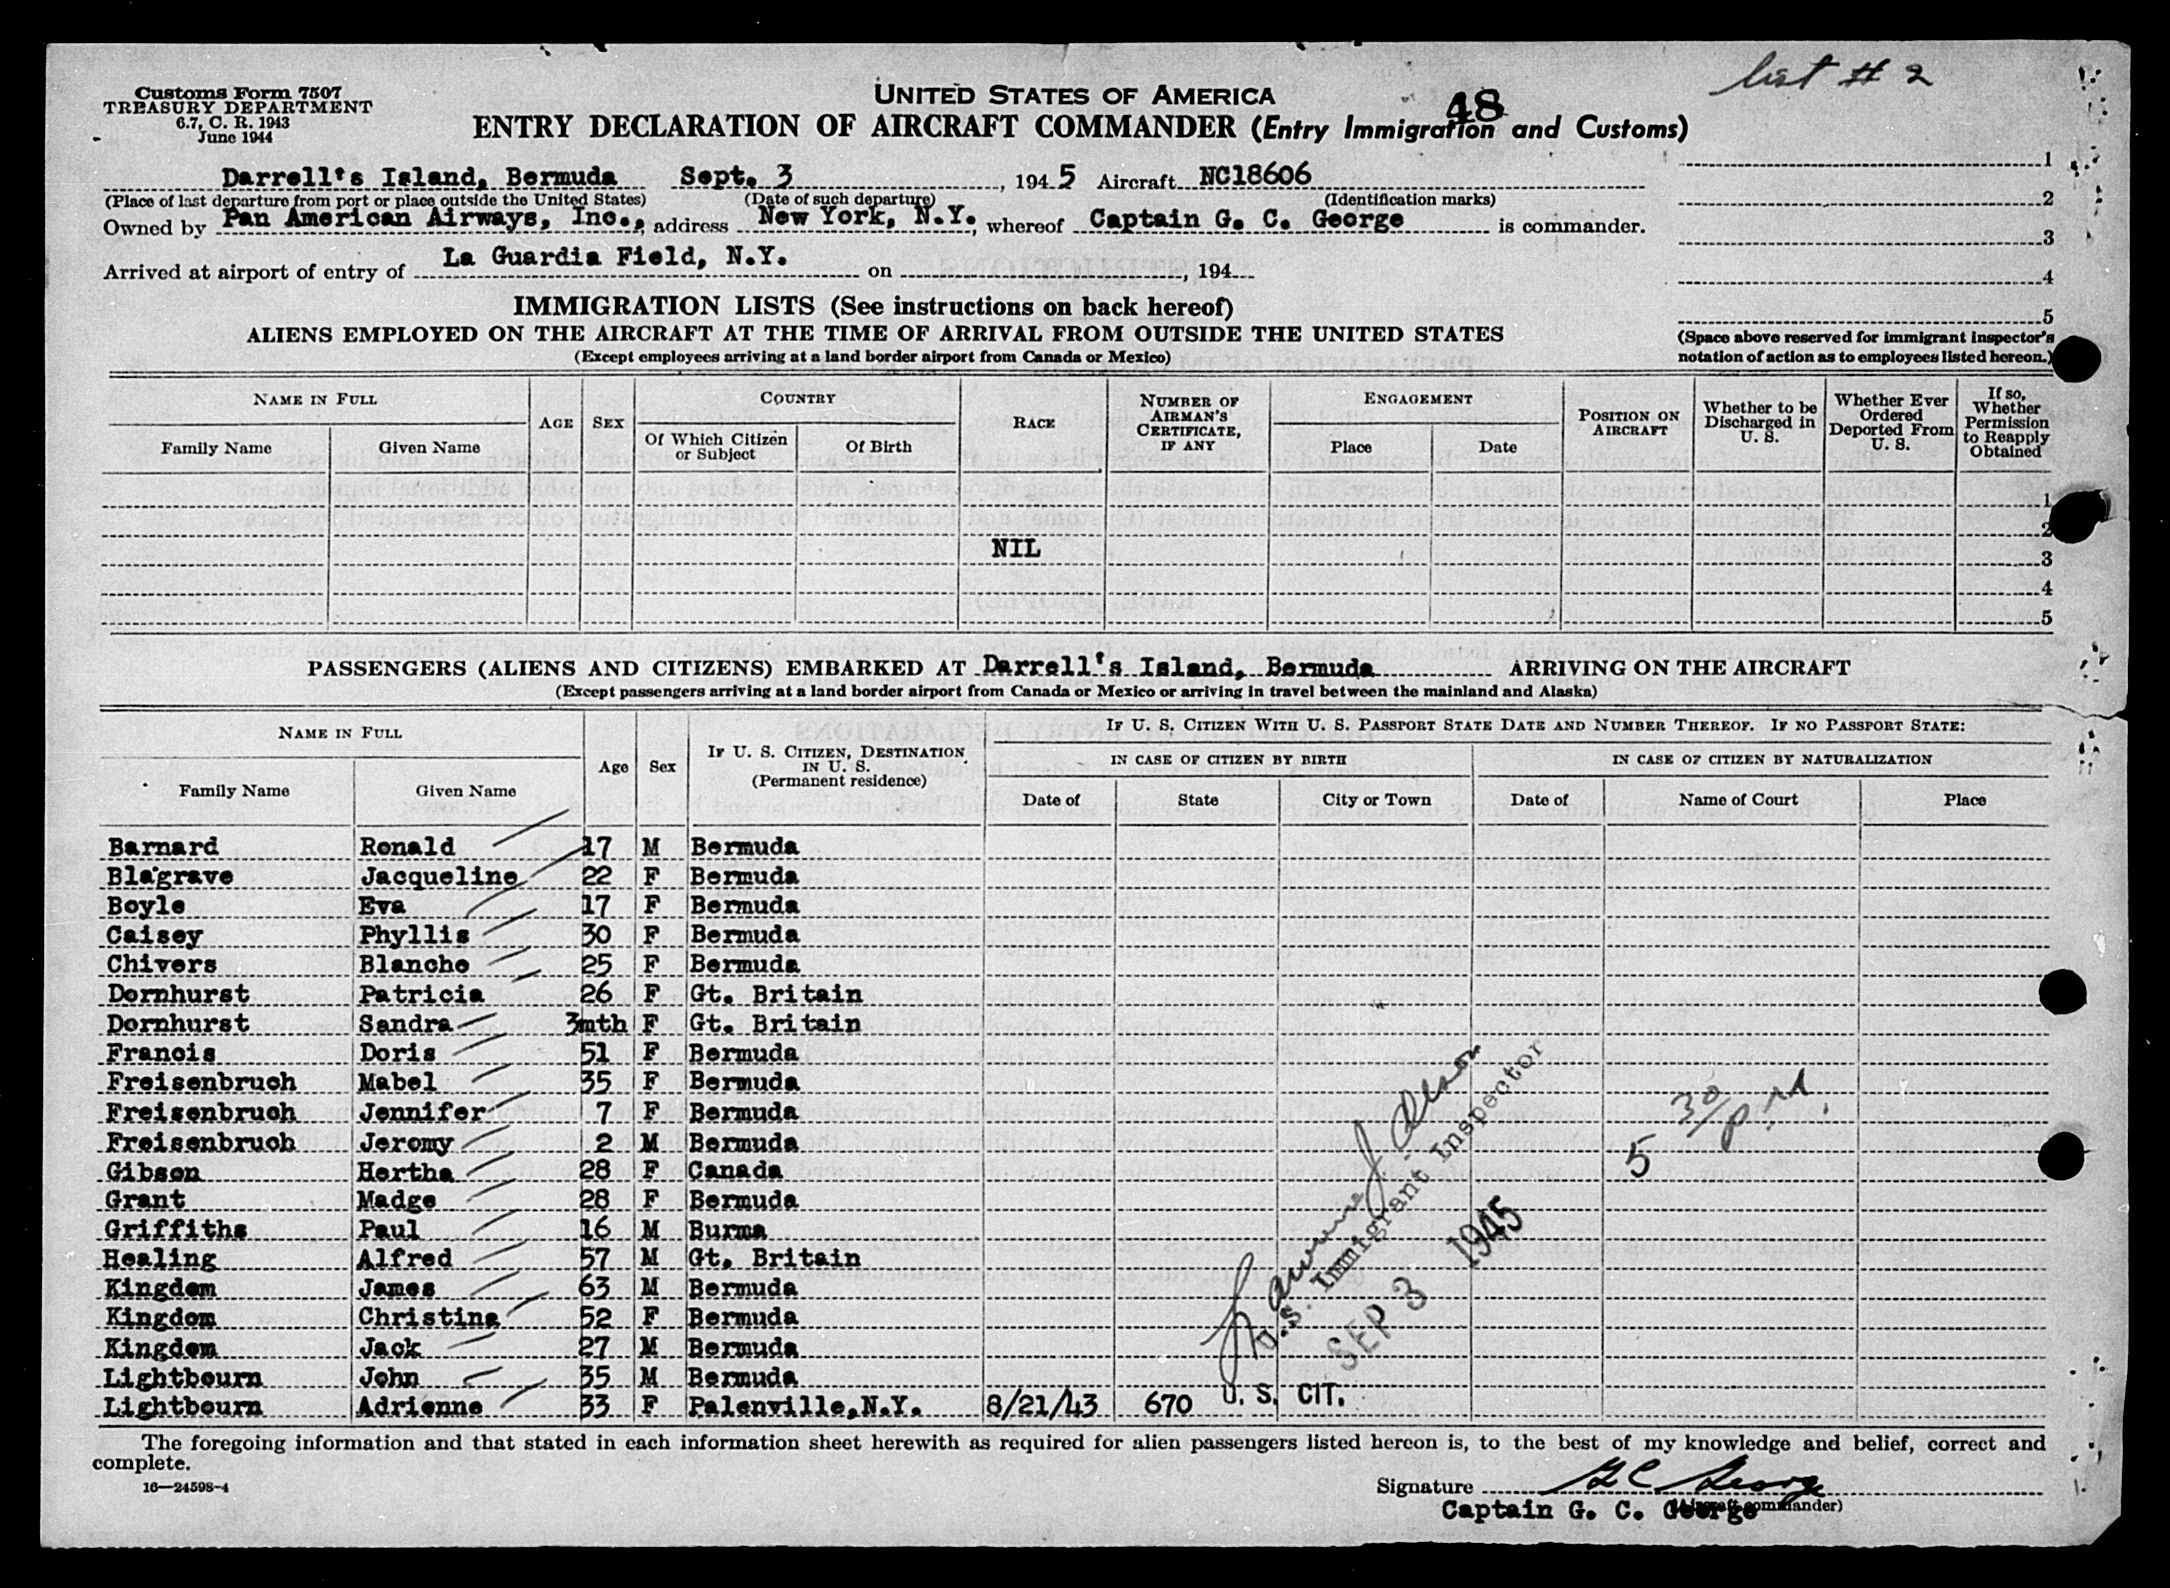 list # 2
Customs Form 7507
TREASURY DEPARTMENT
6.7, C. R. 1943
June 1944
UNITED STATES OF AMERICA
48
ENTRY DECLARATION OF AIRCRAFT COMMANDER (Entry Immigration and Customs)
Darrell's Island, Bermuda Sept. 3, 1945 Aircraft NC18606
(Place of last departure from port or place outside the United States) (Date of such departure) (Identification marks)
Owned by Pan American Airways, Inc., address New York, N.Y., whereof Captain G. C. George is commander.
Arrived at airport of entry of La Guardia Field, N.Y. on , 194
1
2
3
4
5
(Space above reserved for immigrant inspector's notation of action as to employees listed hereon.)
IMMIGRATION LISTS (See instructions on back hereof)
ALIENS EMPLOYED ON THE AIRCRAFT AT THE TIME OF ARRIVAL FROM OUTSIDE THE UNITED STATES
(Except employees arriving at a land border airport from Canada or Mexico)
NAME IN FULL AGE SEX COUNTRY RACE NUMBER OF AIRMAN'S CERTIFICATE, IF ANY ENGAGEMENT POSITION ON AIRCRAFT Whether to be Discharged in U. S. Whether Ever Ordered Deported From U. S. If so, Whether Permission to Reapply Obtained
Family Name Given Name Of Which Citizen or Subject Of Birth Place Date
1
2
NIL
3
4
5
PASSENGERS (ALIENS AND CITIZENS) EMBARKED AT Darrell's Island, Bermuda ARRIVING ON THE AIRCRAFT
(Except passengers arriving at a land border airport from Canada or Mexico or arriving in travel between the mainland and Alaska)
NAME IN FULL Age Sex IF U. S. CITIZEN, DESTINATION IN U. S. (Permanent residence) IF U. S. CITIZEN WITH U. S. PASSPORT STATE DATE AND NUMBER THEREOF. IF NO PASSPORT STATE:
IN CASE OF CITIZEN BY BIRTH IN CASE OF CITIZEN BY NATURALIZATION
Family Name Given Name Date of State City or Town Date of Name of Court Place
Barnard Ronald 17 M Bermuda
Blagrave Jacqueline 22 F Bermuda
Boyle Eva 17 F Bermuda
Caisey Phyllis 30 F Bermuda
Chivers Blanche 25 F Bermuda
Dornhurst Patricia 26 F Gt. Britain
Dornhurst Sandra 3mth F Gt. Britain
Francis Doris 51 F Bermuda
Freisenbruch Mabel 35 F Bermuda
Freisenbruch Jennifer 7 F Bermuda
Freisenbruch Jeremy 2 M Bermuda
Gibson Hertha 28 F Canada
Grant Madge 28 F Bermuda
Griffiths Paul 16 M Burma
Healing Alfred 57 M Gt. Britain
Kingdom James 63 M Bermuda
Kingdom Christina 52 F Bermuda
Kingdom Jack 27 M Bermuda
Lightbourn John 35 M Bermuda
Lightbourn Adrienne 33 F Palenville, N.Y. 8/21/43 670 U. S. CIT.
U.S. Immigrant Inspector
SEP 3 1945
5 30/PM.
The foregoing information and that stated in each information sheet herewith as required for alien passengers listed hereon is, to the best of my knowledge and belief, correct and
complete.
16—24598-4
Signature G C George
(Aircraft commander)
Captain G. C. George